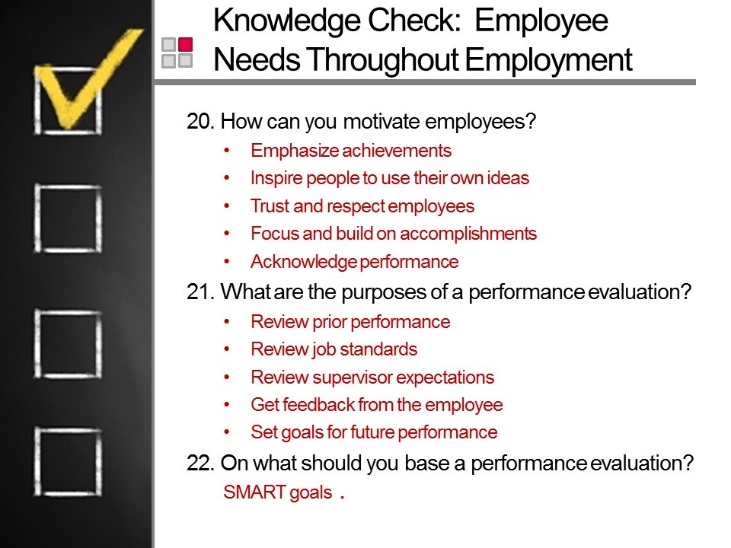 Knowledge Check: Employee
Needs Throughout Employment
20. How can you motivate employees?
• Emphasize achievements
• Inspire people to use their own ideas
• Trust and respect employees
• Focus and build on accomplishments
• Acknowledge performance
21. What are the purposes of a performance evaluation?
• Review prior performance
• Review job standards
• Review supervisor expectations
• Get feedback from the employee
• Set goals for future performance
22. On what should you base a performance evaluation?
SMART goals .